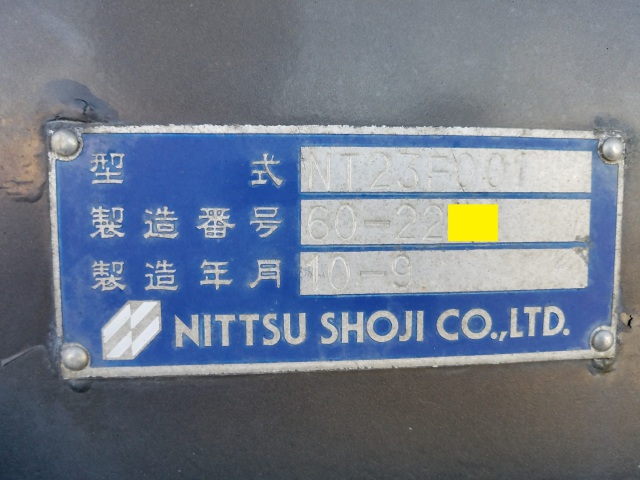 型式 NT23F001
製造番号 60-22
製造年月 10-9
NITTSU SHOJI CO.,LTD.